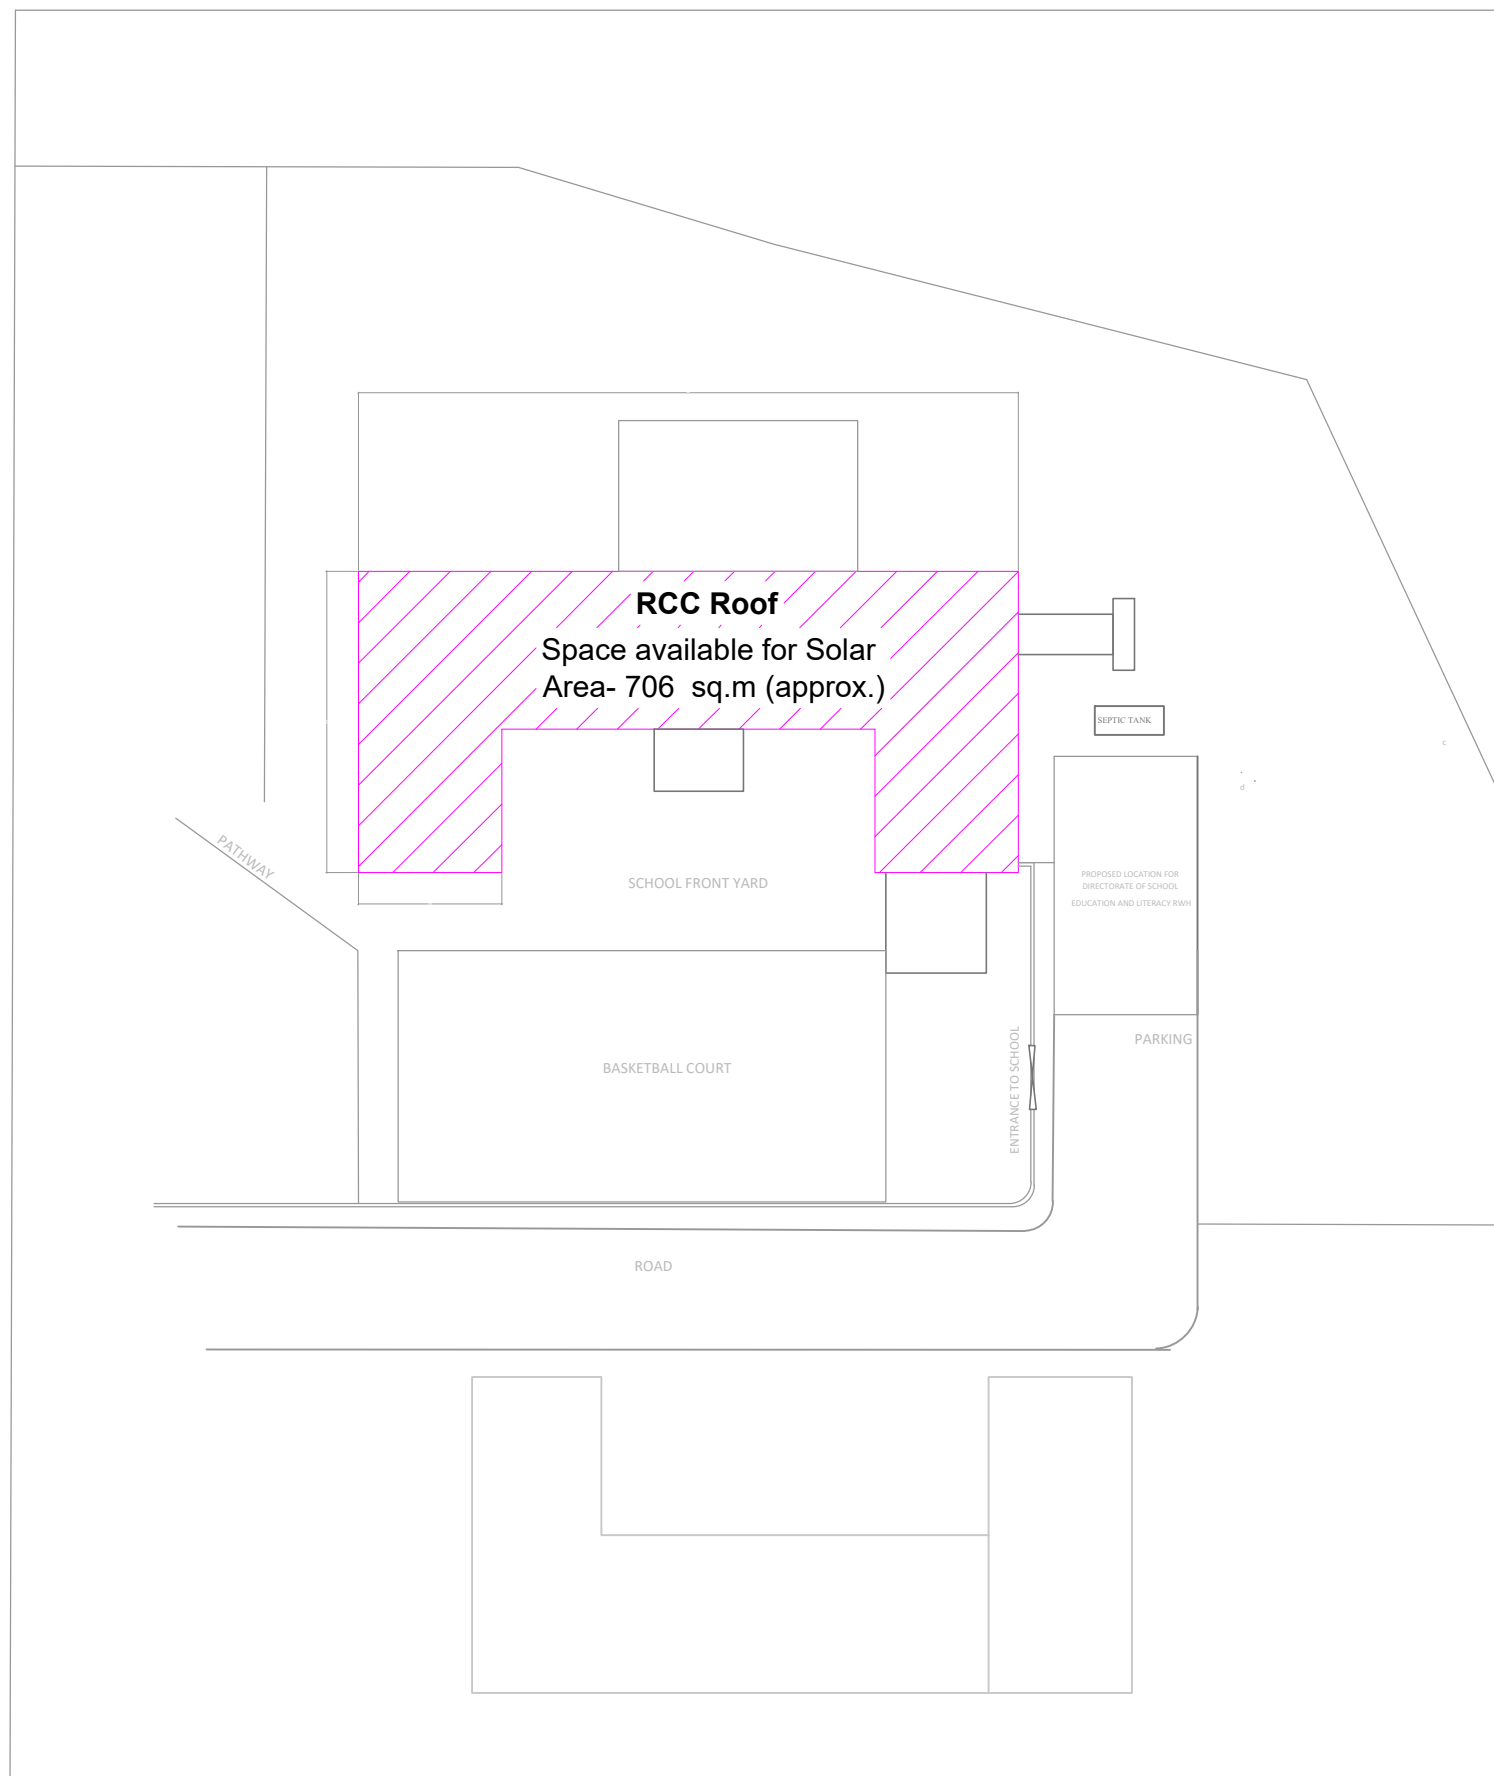 RCC Roof
Space available for Solar
Area- 706 sq.m (approx.)
SEPTIC TANK
c
d
PATHWAY
SCHOOL FRONT YARD
PROPOSED LOCATION FOR
DIRECTORATE OF SCHOOL
EDUCATION AND LITERACY RWH
BASKETBALL COURT
ENTRANCE TO SCHOOL
PARKING
ROAD